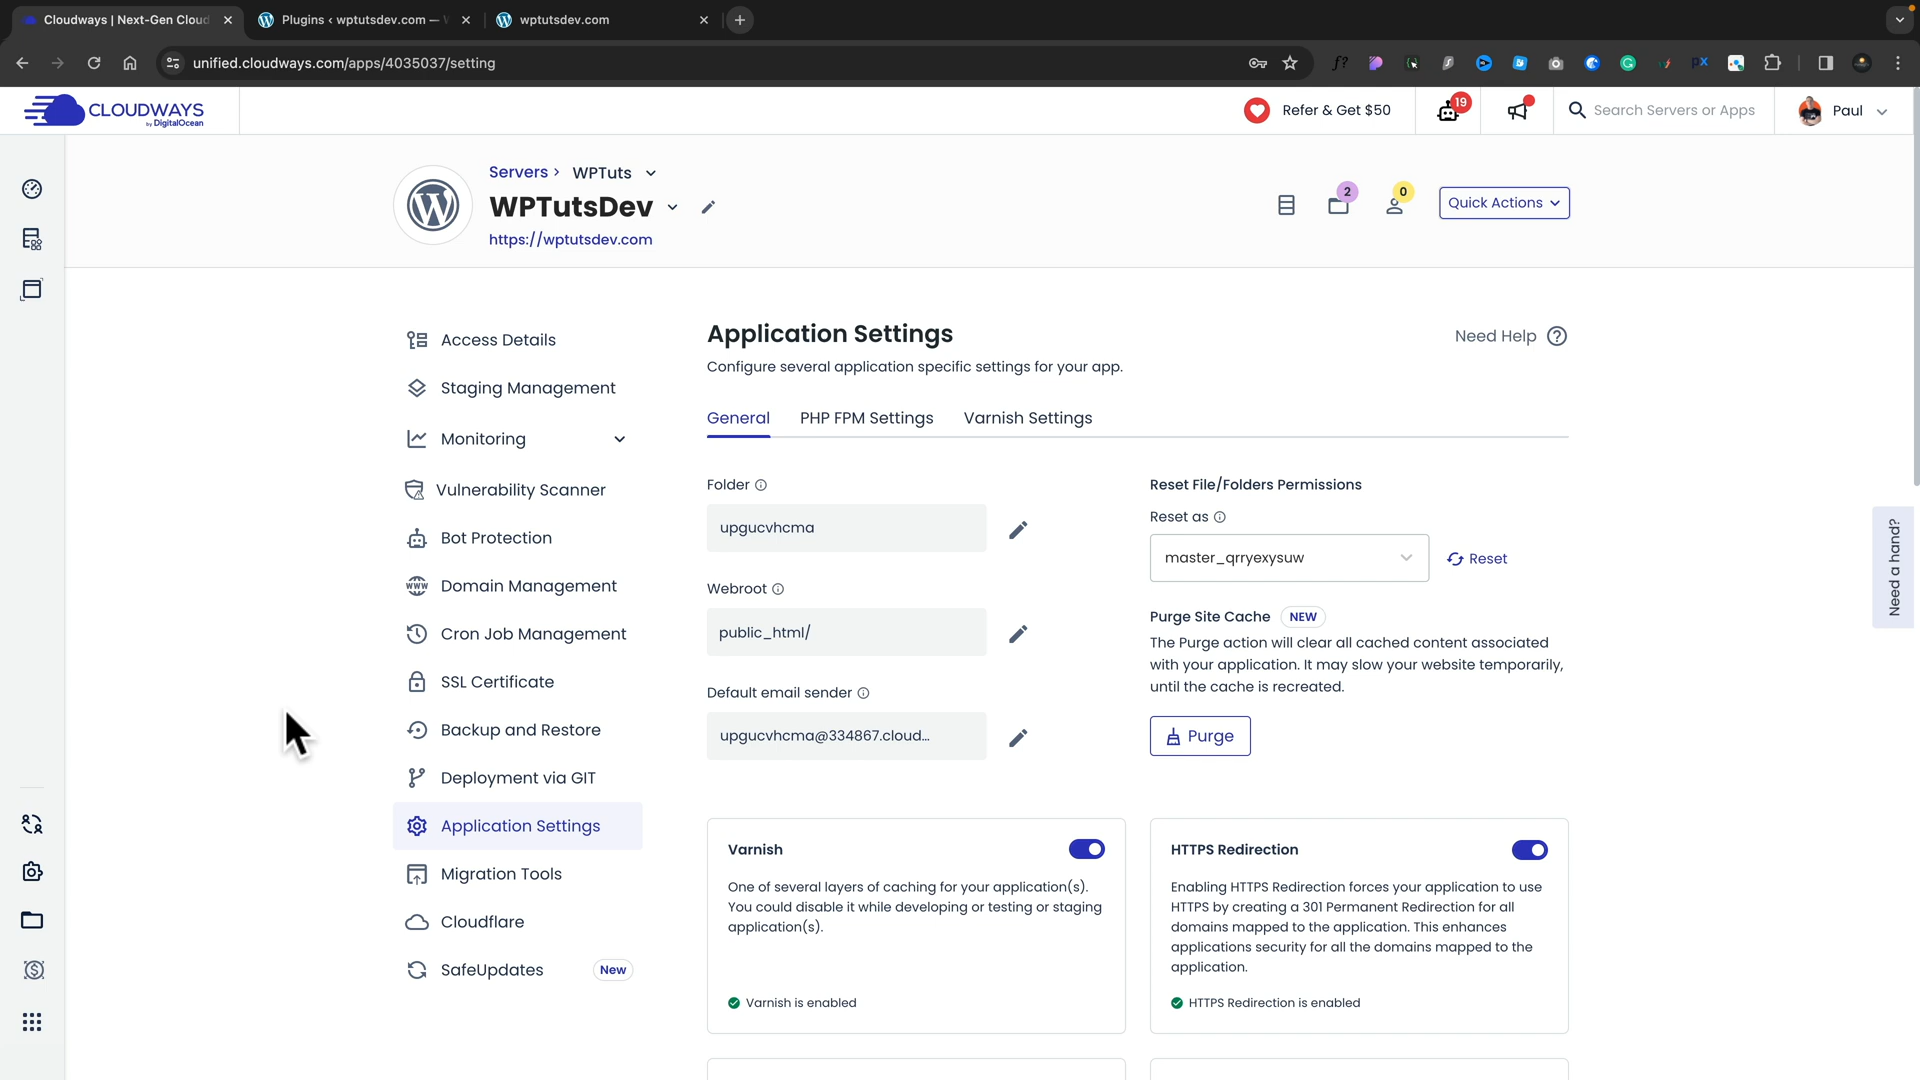 Cloudways | Next-Gen Cloud
Plugins ‹ wptutsdev.com —
wptutsdev.com
unified.cloudways.com/apps/4035037/setting
CLOUDWAYS
by DigitalOcean
Refer & Get $50
19
Search Servers or Apps
Paul
Servers › WPTuts
WPTutsDev
https://wptutsdev.com
2
0
Quick Actions
Access Details
Staging Management
Monitoring
Vulnerability Scanner
Bot Protection
Domain Management
Cron Job Management
SSL Certificate
Backup and Restore
Deployment via GIT
Application Settings
Migration Tools
Cloudflare
SafeUpdates New
Application Settings
Need Help
Configure several application specific settings for your app.
General PHP FPM Settings Varnish Settings
Folder
upgucvhcma
Webroot
public_html/
Default email sender
upgucvhcma@334867.cloud...
Reset File/Folders Permissions
Reset as
master_qrryexysuw
Reset
Purge Site Cache NEW
The Purge action will clear all cached content associated
with your application. It may slow your website temporarily,
until the cache is recreated.
Purge
Varnish
One of several layers of caching for your application(s).
You could disable it while developing or testing or staging
application(s).
Varnish is enabled
HTTPS Redirection
Enabling HTTPS Redirection forces your application to use
HTTPS by creating a 301 Permanent Redirection for all
domains mapped to the application. This enhances
applications security for all the domains mapped to the
application.
HTTPS Redirection is enabled
Need a hand?